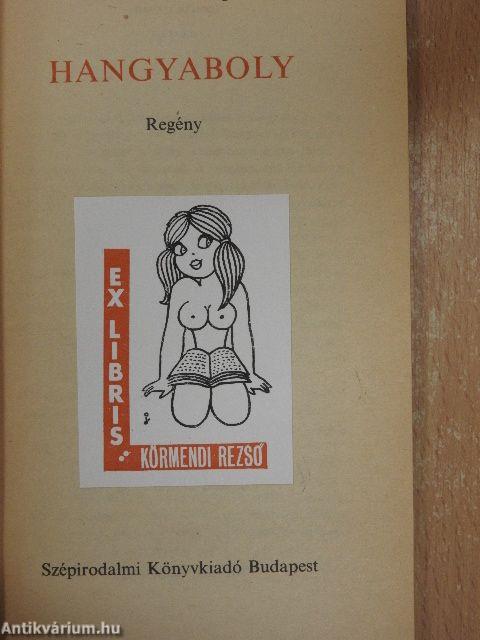 HANGYABOLY
Regény
EX LIBRIS
KÖRMENDI REZSŐ
Szépirodalmi Könyvkiadó Budapest
Antikvárium.hu